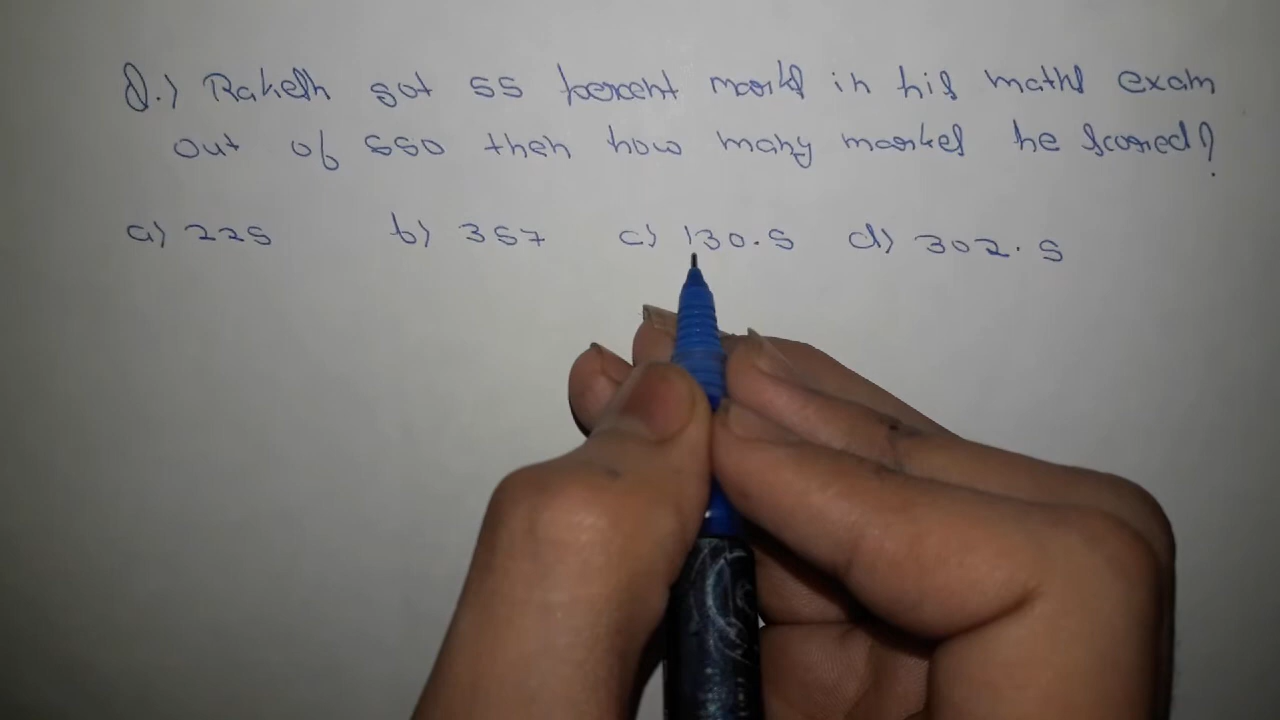 Q.) Rakesh got 55 percent marks in his maths exam
out of 550 then how many markes he scored?
a) 225 b) 357 c) 130.5 d) 302.5